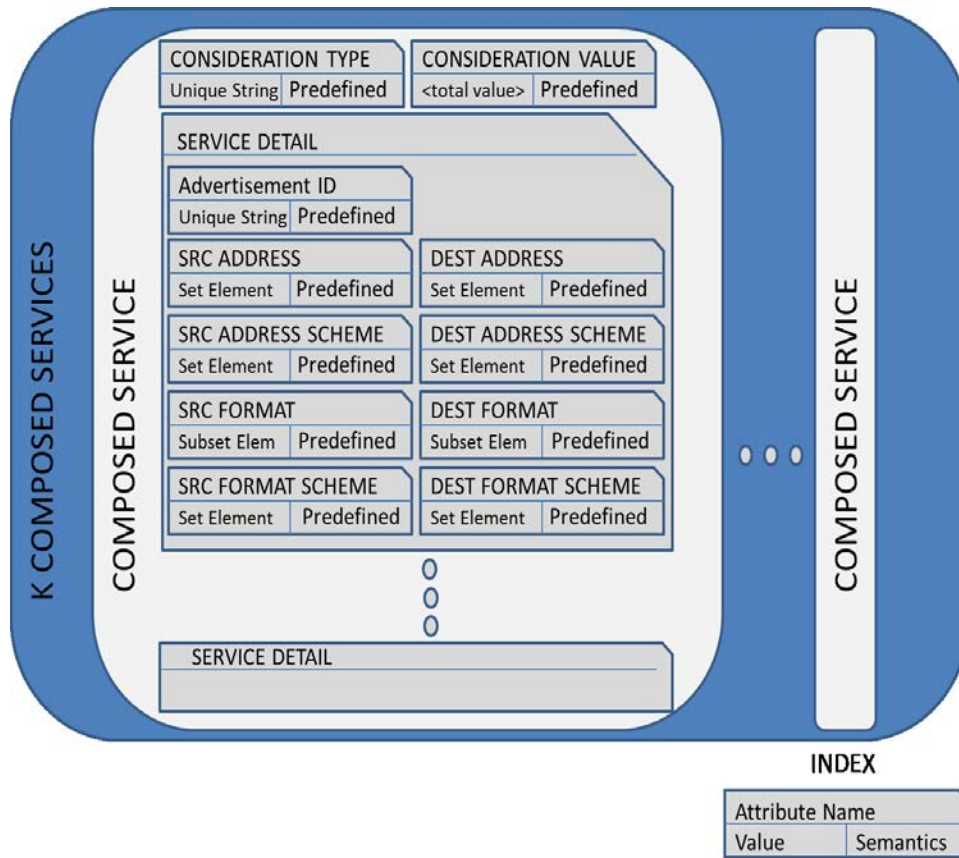 K COMPOSED SERVICES
COMPOSED SERVICE
CONSIDERATION TYPE
Unique String Predefined
CONSIDERATION VALUE
<total value> Predefined
SERVICE DETAIL
Advertisement ID
Unique String Predefined
SRC ADDRESS
Set Element Predefined
DEST ADDRESS
Set Element Predefined
SRC ADDRESS SCHEME
Set Element Predefined
DEST ADDRESS SCHEME
Set Element Predefined
SRC FORMAT
Subset Elem Predefined
DEST FORMAT
Subset Elem Predefined
SRC FORMAT SCHEME
Set Element Predefined
DEST FORMAT SCHEME
Set Element Predefined
SERVICE DETAIL
COMPOSED SERVICE
INDEX
Attribute Name
Value Semantics